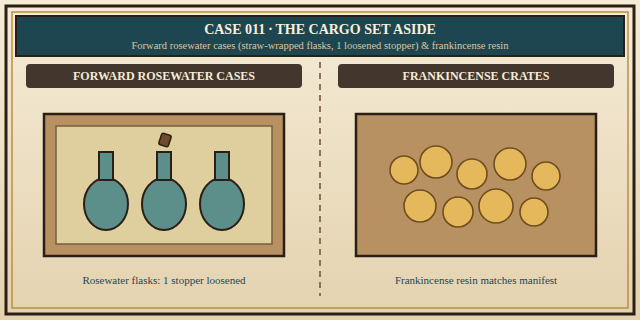 CASE 011 · THE CARGO SET ASIDE
Forward rosewater cases (straw-wrapped flasks, 1 loosened stopper) & frankincense resin
FORWARD ROSEWATER CASES
FRANKINCENSE CRATES
Rosewater flasks: 1 stopper loosened
Frankincense resin matches manifest